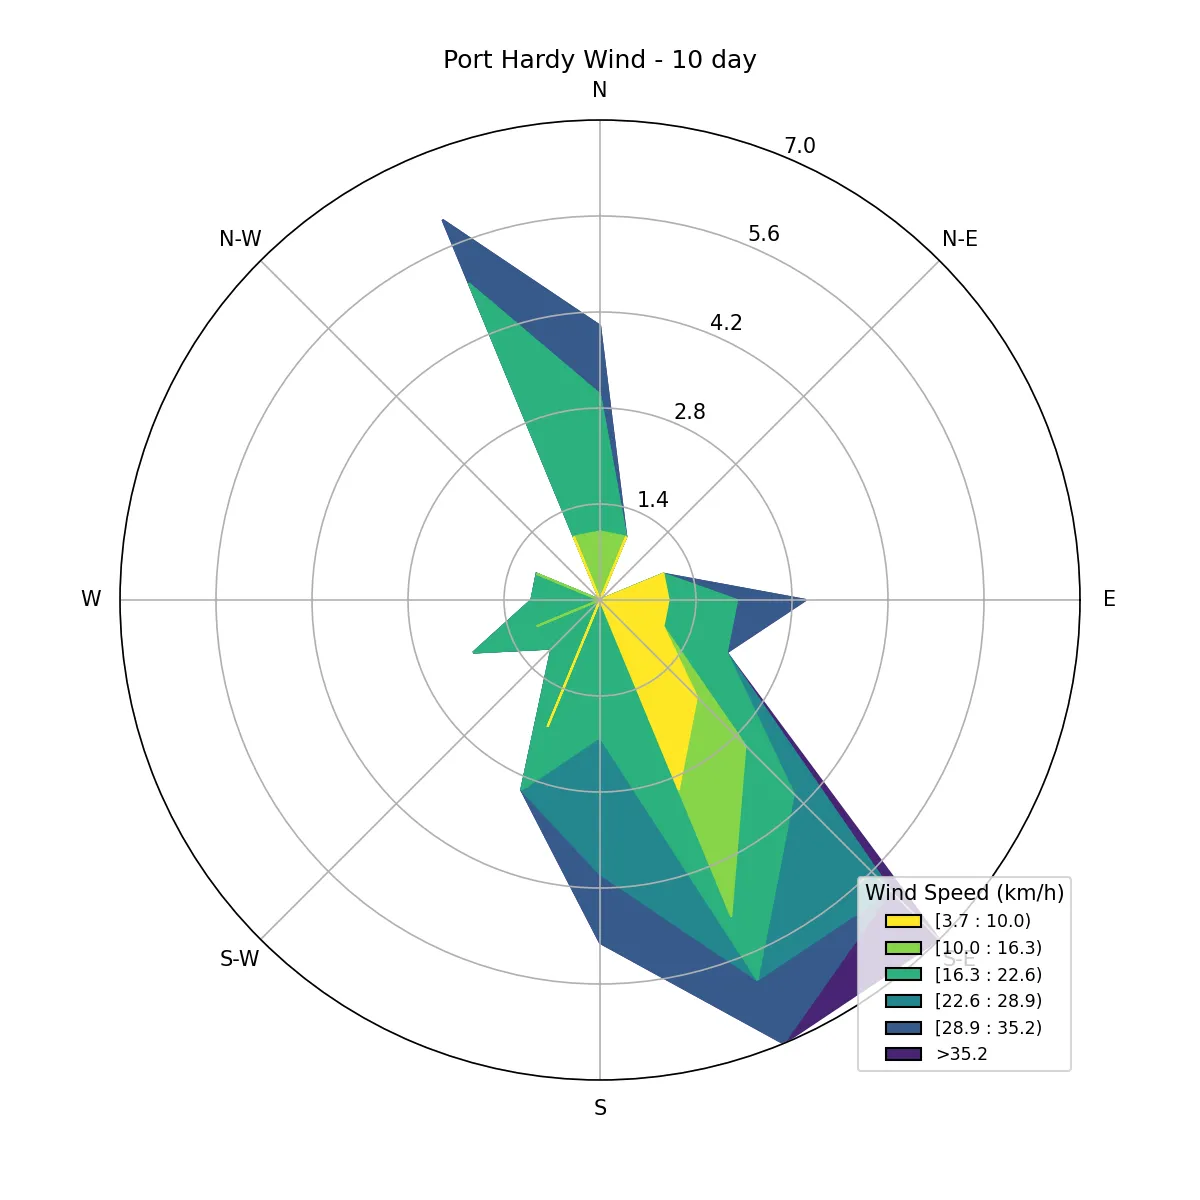 Port Hardy Wind - 10 day
N
7.0
N-W
N-E
5.6
4.2
2.8
1.4
W
E
Wind Speed (km/h)
[3.7 : 10.0)
[10.0 : 16.3)
S-W
S-E
[16.3 : 22.6)
[22.6 : 28.9)
[28.9 : 35.2)
>35.2
S